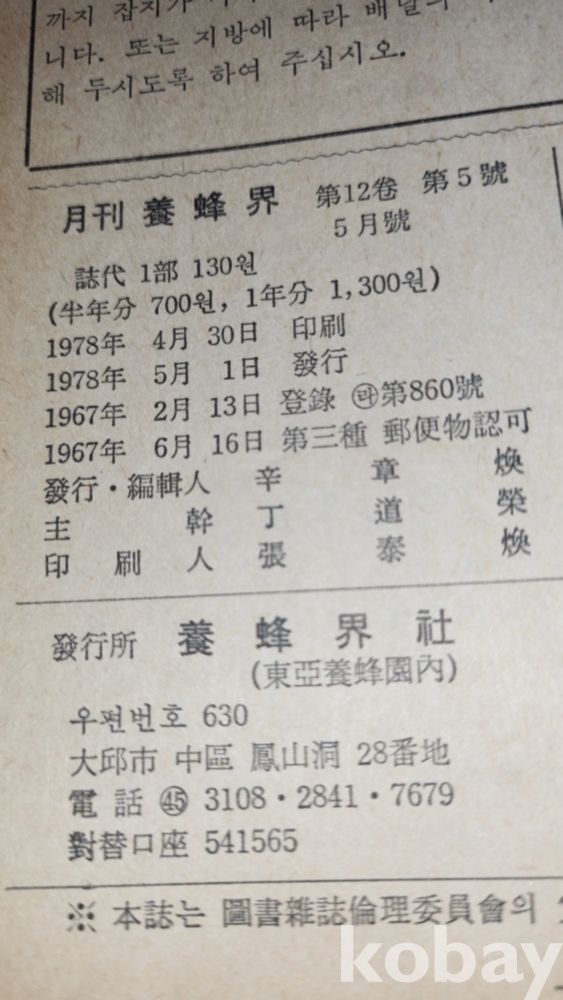 까지 잡지가
니다. 또는 지방에 따라 배달의
해 두시도록 하여 주십시오.
月刊 養蜂界 第12卷 第5號
5月號
誌代 1部 130원
(半年分 700원, 1年分 1,300원)
1978年 4月 30日 印刷
1978年 5月 1日 發行
1967年 2月 13日 登錄 ㉣第860號
1967年 6月 16日 第三種 郵便物認可
發行·編輯人 辛章煥
主幹 丁道榮
印刷人 張泰煥
發行所 養蜂界社
(東亞養蜂園內)
우편번호 630
大邱市 中區 鳳山洞 28番地
電話 ㊺ 3108·2841·7679
對替口座 541565
※ 本誌는 圖書雜誌倫理委員會의
kobay